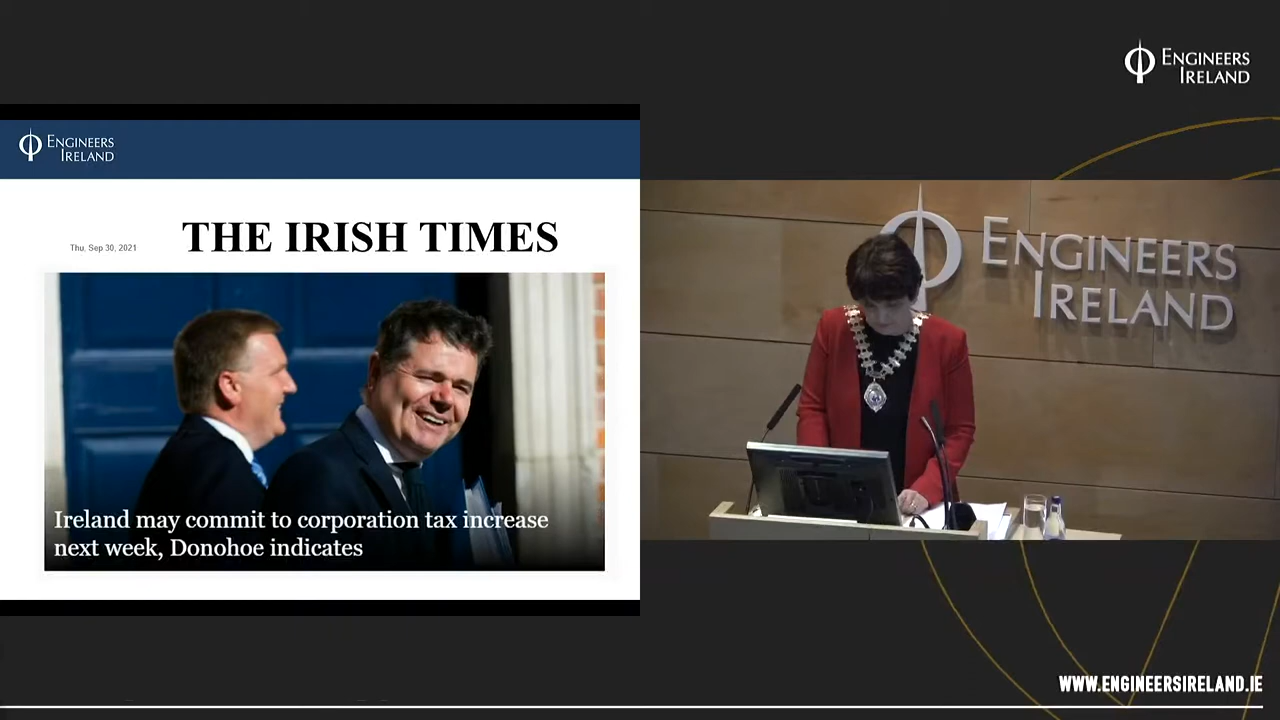 ENGINEERS
IRELAND
ENGINEERS
IRELAND
Thu, Sep 30, 2021
THE IRISH TIMES
Ireland may commit to corporation tax increase
next week, Donohoe indicates
ENGINEERS
IRELAND
WWW.ENGINEERSIRELAND.IE